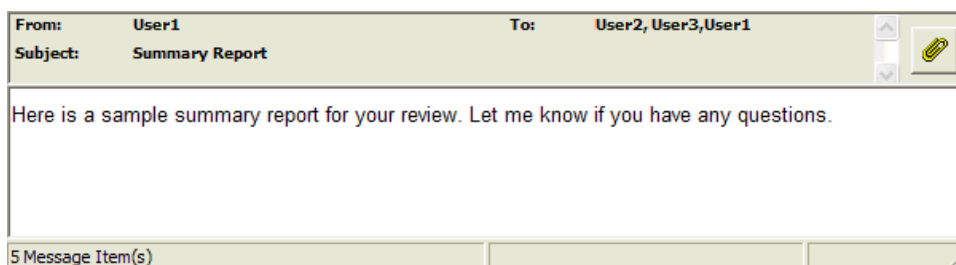 From: User1 To: User2, User3,User1
Subject: Summary Report
Here is a sample summary report for your review. Let me know if you have any questions.
5 Message Item(s)